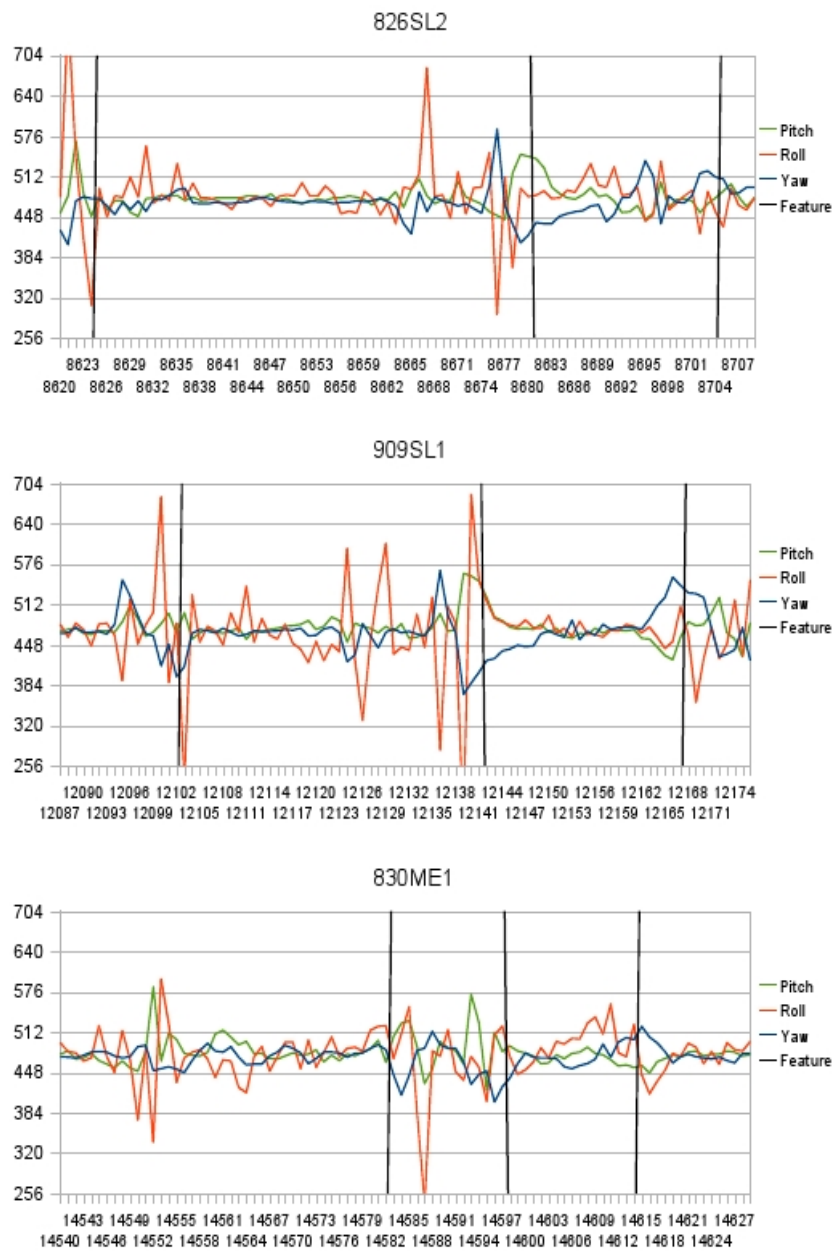 826SL2
704
640
576
512
448
384
320
256
Pitch
Roll
Yaw
Feature
8623 8629 8635 8641 8647 8653 8659 8665 8671 8677 8683 8689 8695 8701 8707
8620 8626 8632 8638 8644 8650 8656 8662 8668 8674 8680 8686 8692 8698 8704
909SL1
704
640
576
512
448
384
320
256
Pitch
Roll
Yaw
Feature
12090 12096 12102 12108 12114 12120 12126 12132 12138 12144 12150 12156 12162 12168 12174
12087 12093 12099 12105 12111 12117 12123 12129 12135 12141 12147 12153 12159 12165 12171
830ME1
704
640
576
512
448
384
320
256
Pitch
Roll
Yaw
Feature
14543 14549 14555 14561 14567 14573 14579 14585 14591 14597 14603 14609 14615 14621 14627
14540 14546 14552 14558 14564 14570 14576 14582 14588 14594 14600 14606 14612 14618 14624